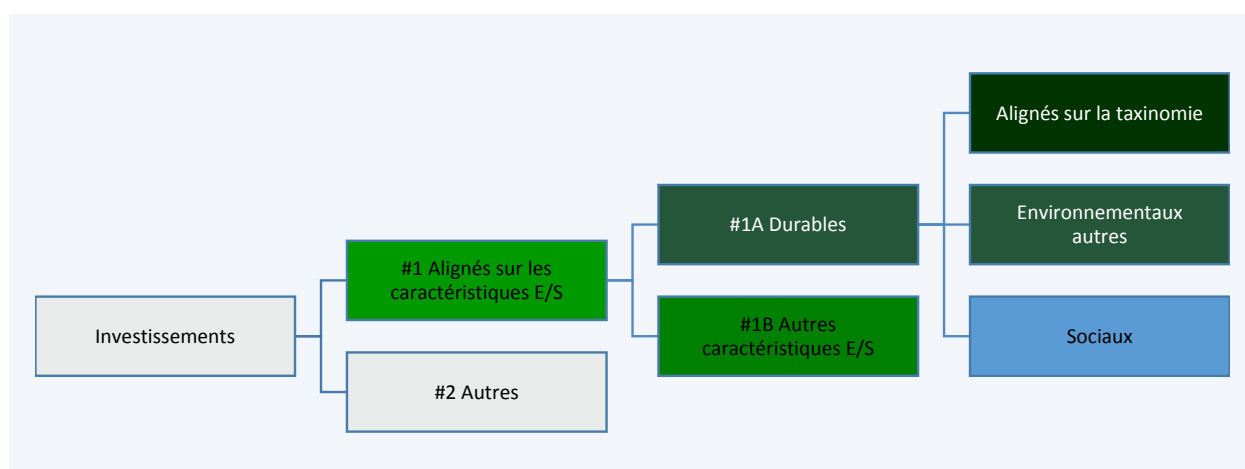 Investissements
#1 Alignés sur les
caractéristiques E/S
#2 Autres
#1A Durables
#1B Autres
caractéristiques E/S
Alignés sur la taxinomie
Environnementaux
autres
Sociaux